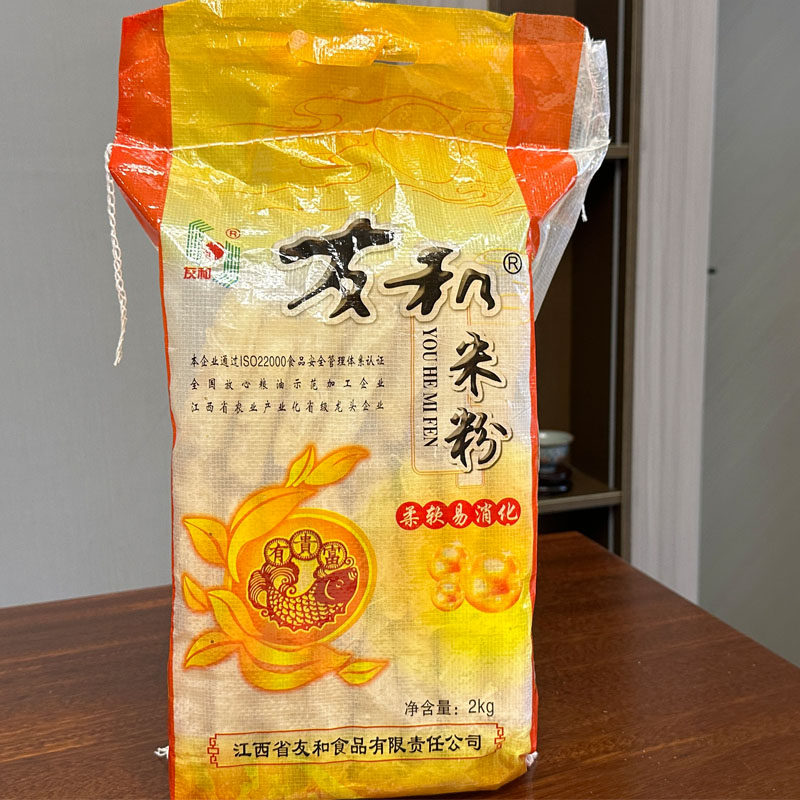 友和
®
友和®
米粉
YOU HE MI FEN
本企业通过ISO22000食品安全管理体系认证
全国放心粮油示范加工企业
江西省农业产业化省级龙头企业
柔软易消化
有貴富
净含量：2kg
江西省友和食品有限责任公司